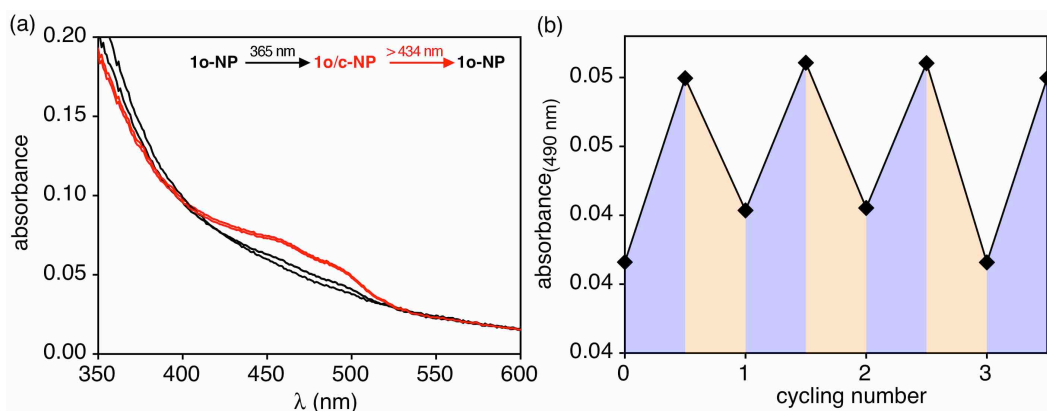 (a)
0.20
0.15
0.10
0.05
0.00
absorbance
1o-NP 365 nm 1o/c-NP > 434 nm 1o-NP
350 400 450 500 550 600
λ (nm)
(b)
0.05
0.05
0.04
0.04
0.04
absorbance(490 nm)
0 1 2 3
cycling number